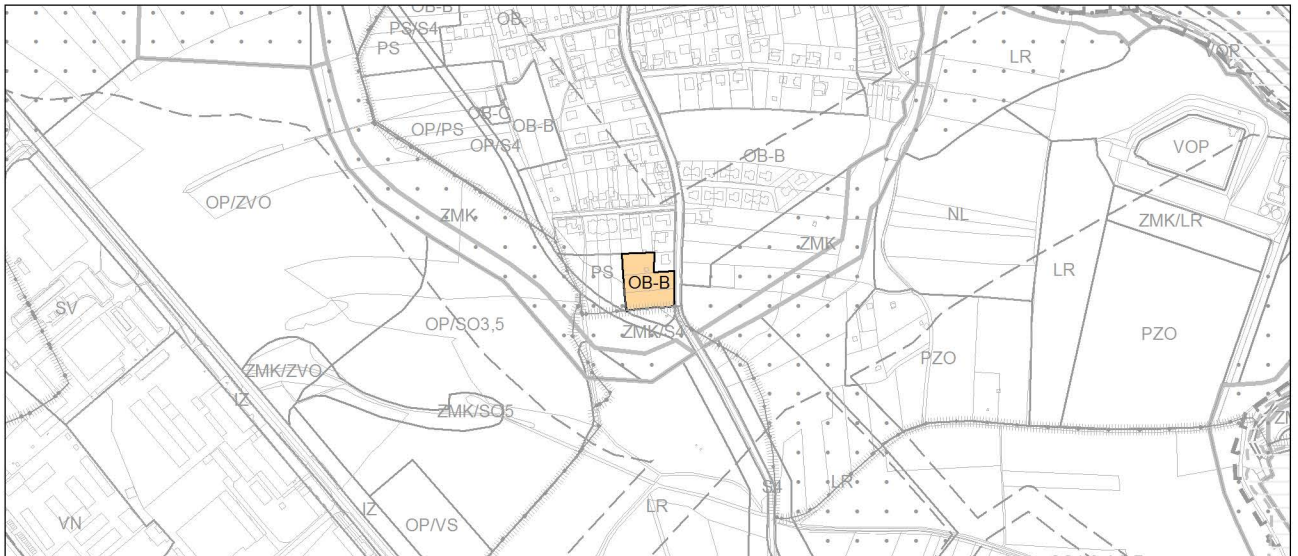 OB-B
OB
PS/S4
PS
LR
VOP
OB-C
OB-B
OP/PS
OP/S4
OB-B
VOP
OP/ZVO
ZMK
NL
ZMK/LR
ZMK
LR
PS
OB-B
SV
OP/SO3,5
ZMK/S4
PZO
PZO
ZMK/ZVO
IZ
ZMK/SO5
S4
LR
LR
IZ
OP/VS
VN